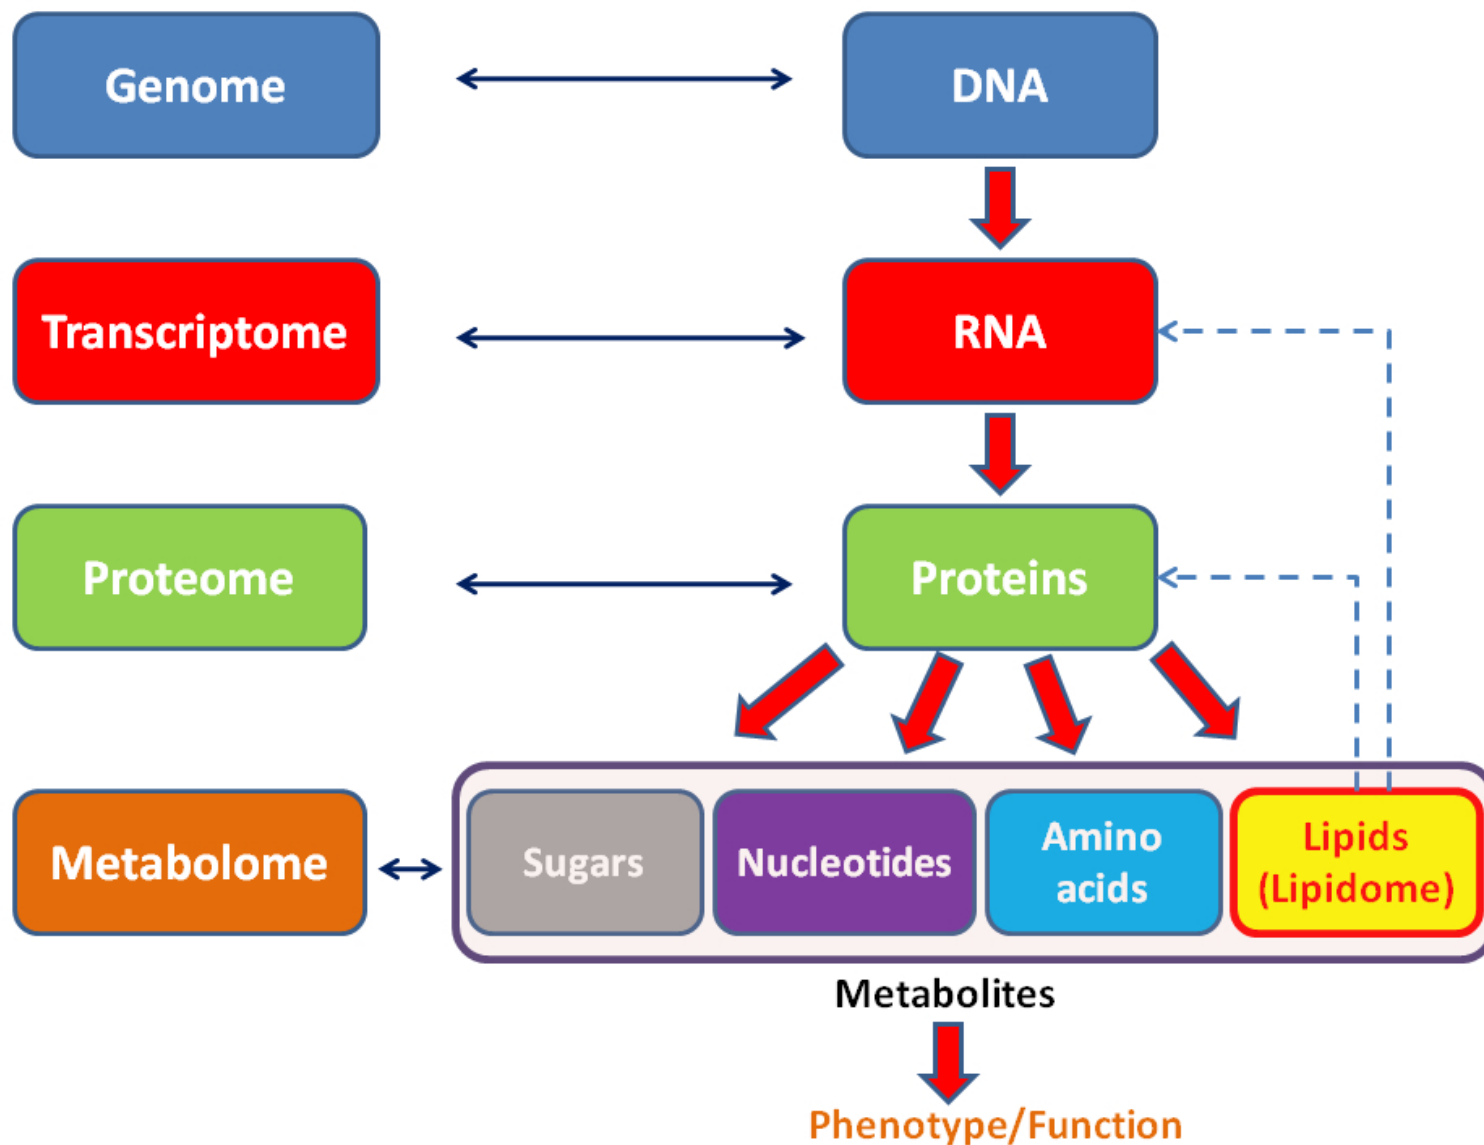 Genome
DNA
Transcriptome
RNA
Proteome
Proteins
Metabolome
Sugars
Nucleotides
Amino
acids
Lipids
(Lipidome)
Metabolites
Phenotype/Function